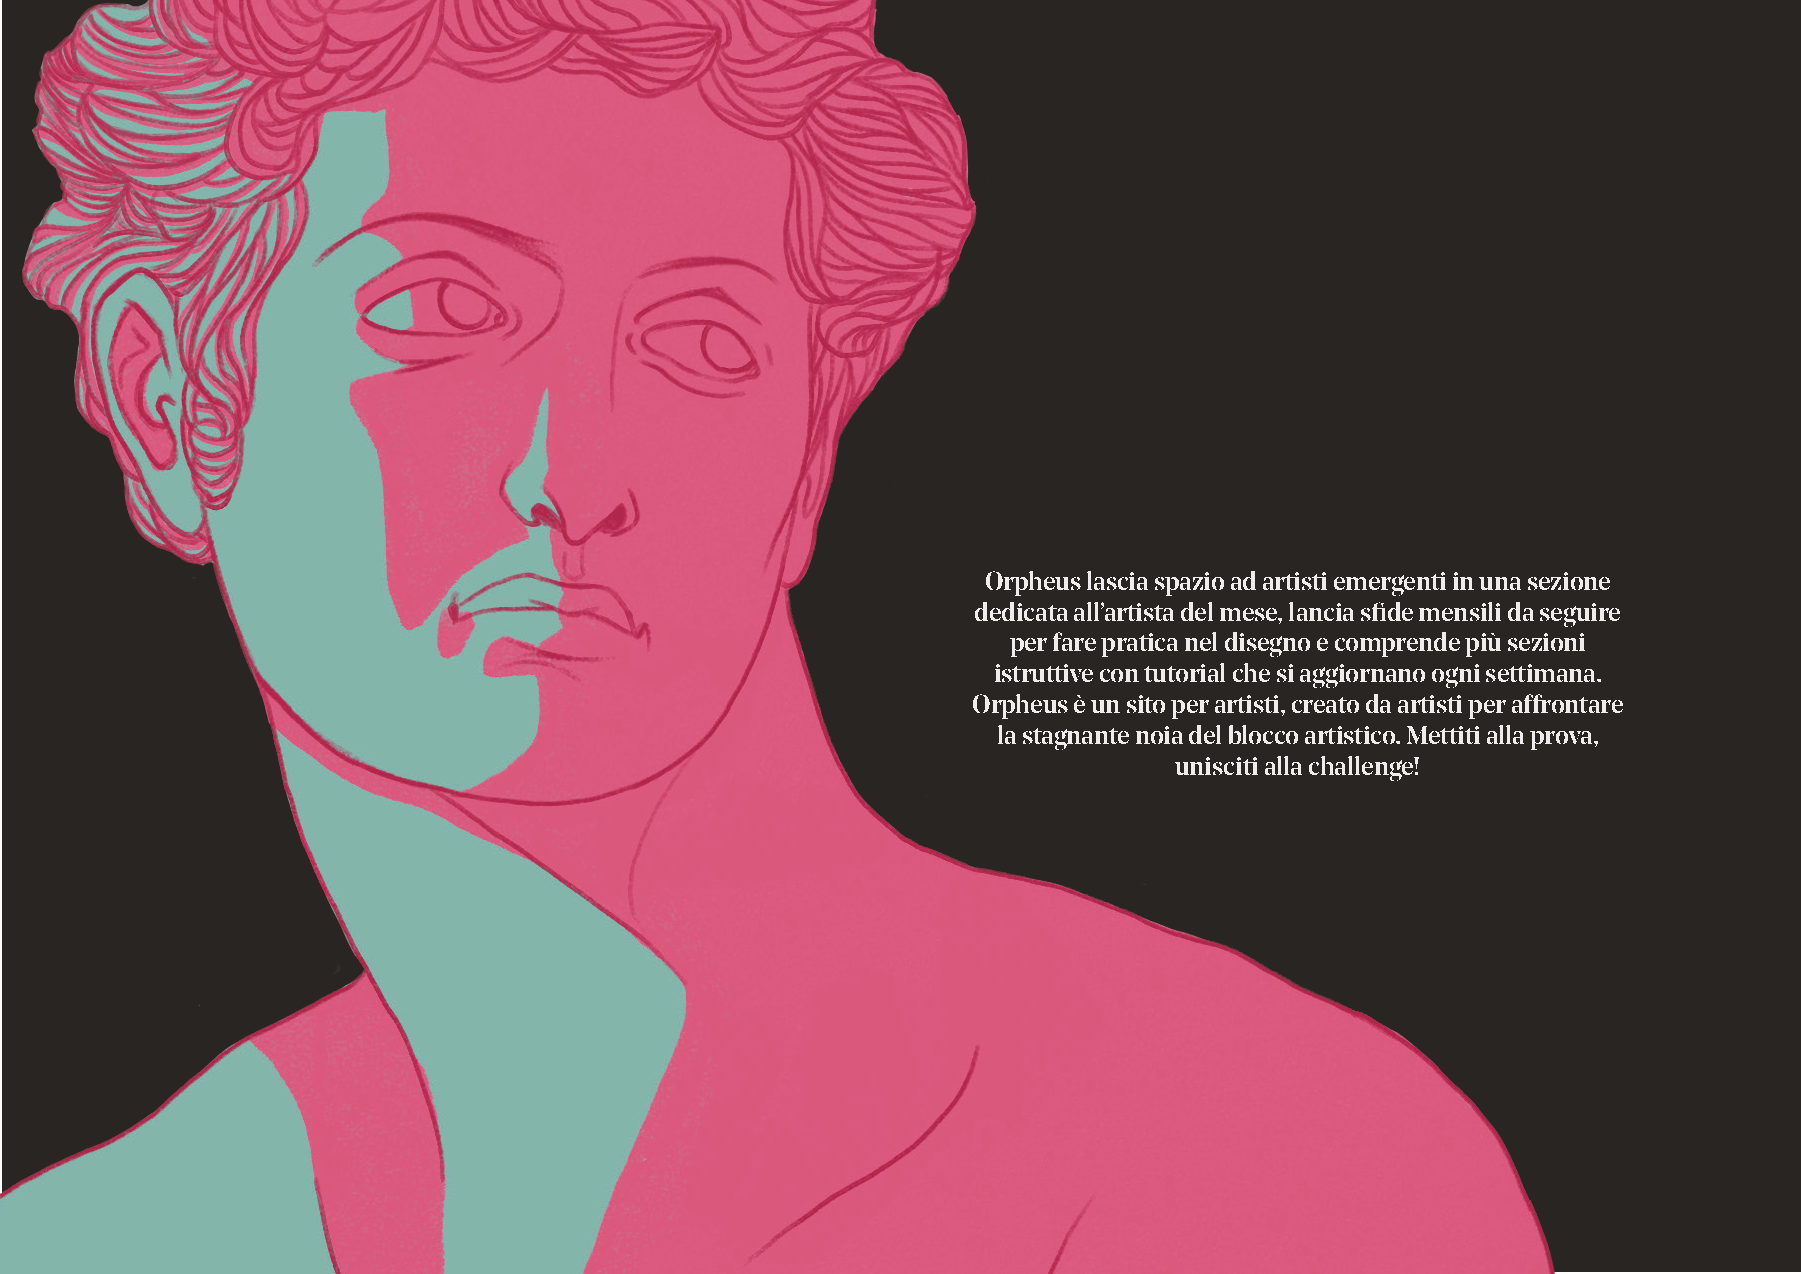 Orpheus lascia spazio ad artisti emergenti in una sezione
dedicata all’artista del mese, lancia sfide mensili da seguire
per fare pratica nel disegno e comprende più sezioni
istruttive con tutorial che si aggiornano ogni settimana.
Orpheus è un sito per artisti, creato da artisti per affrontare
la stagnante noia del blocco artistico. Mettiti alla prova,
unisciti alla challenge!